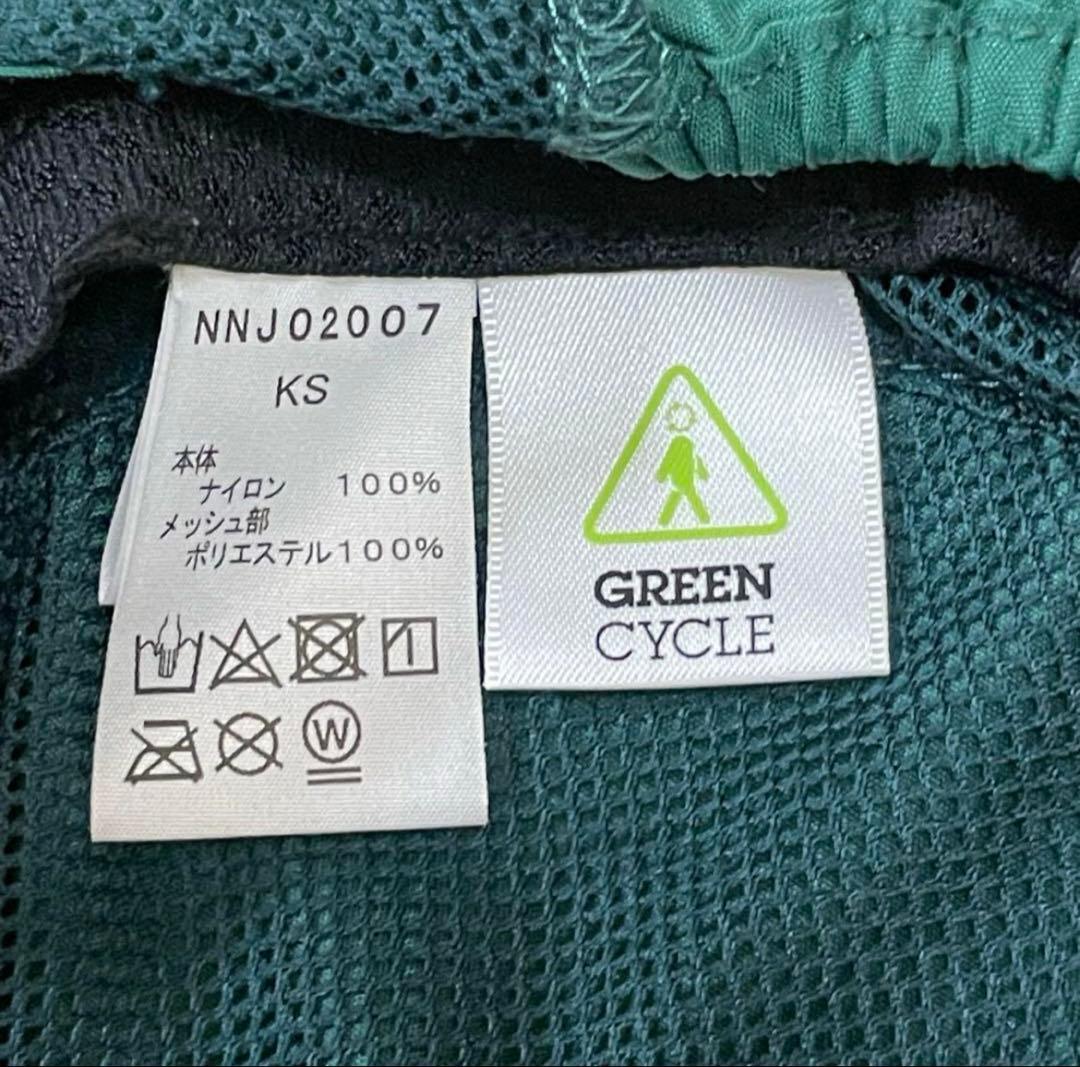 NNJ02007
KS
本体
ナイロン 100%
メッシュ部
ポリエステル100%
W
GREEN
CYCLE